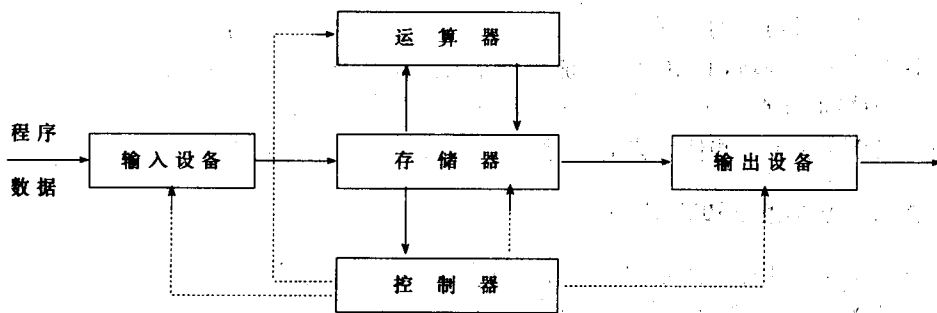 运算器
程序
输入设备
存储器
输出设备
数据
控制器